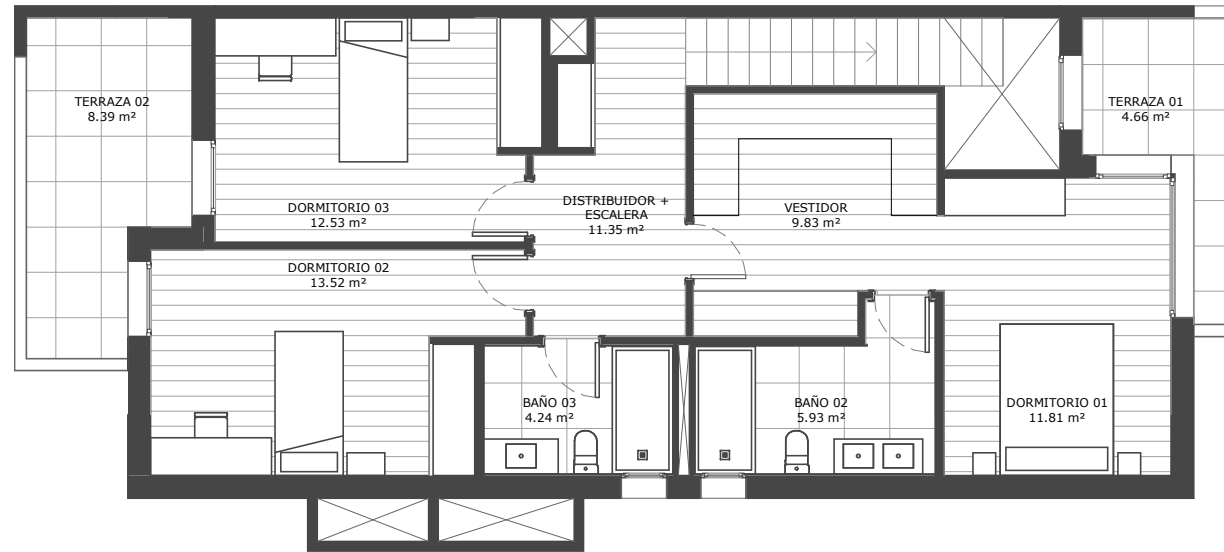 TERRAZA 02
8.39 m²
TERRAZA 01
4.66 m²
DORMITORIO 03
12.53 m²
DISTRIBUIDOR +
ESCALERA
11.35 m²
VESTIDOR
9.83 m²
DORMITORIO 02
13.52 m²
BAÑO 03
4.24 m²
BAÑO 02
5.93 m²
DORMITORIO 01
11.81 m²